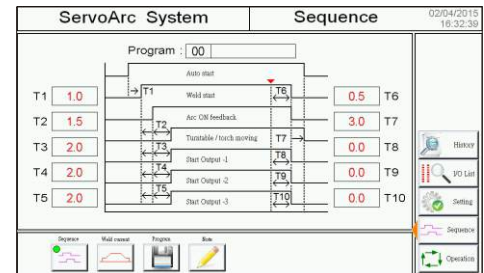 ServoArc System
Sequence
02/04/2015
16:32:39
Program : 00
Auto start
T1
Weld start
T6
Arc ON feedback
T2
Turntable / torch moving
T7
T3
Start Output -1
T8
T4
Start Output -2
T9
T5
Start Output -3
T10
T1 1.0
T2 1.5
T3 2.0
T4 2.0
T5 2.0
0.5 T6
3.0 T7
0.0 T8
0.0 T9
0.0 T10
History
I/O List
Setting
Sequence
Operation
Sequence
Weld current
Program